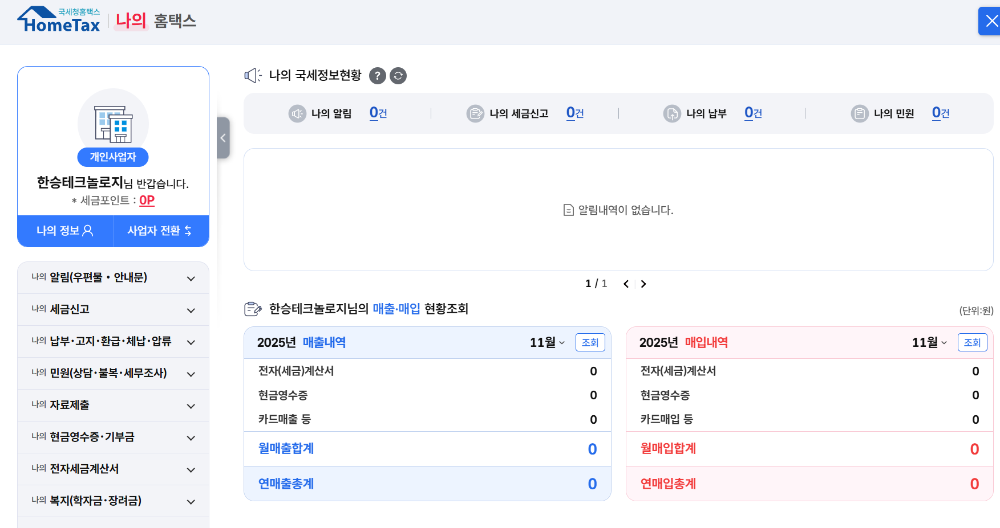 국세청홈택스
HomeTax
나의 홈택스
개인사업자
한승테크놀로지님 반갑습니다.
* 세금포인트 : 0P
나의 정보
사업자 전환
나의 알림(우편물 · 안내문)
나의 세금신고
나의 납부·고지·환급·체납·압류
나의 민원(상담·불복·세무조사)
나의 자료제출
나의 현금영수증·기부금
나의 전자세금계산서
나의 복지(학자금·장려금)
나의 국세정보현황 ?
나의 알림 0건
나의 세금신고 0건
나의 납부 0건
나의 민원 0건
알림내역이 없습니다.
1 / 1
한승테크놀로지님의 매출·매입 현황조회
(단위:원)
2025년 매출내역 11월 조회
전자(세금)계산서 0
현금영수증 0
카드매출 등 0
월매출합계 0
연매출총계 0
2025년 매입내역 11월 조회
전자(세금)계산서 0
현금영수증 0
카드매입 등 0
월매입합계 0
연매입총계 0